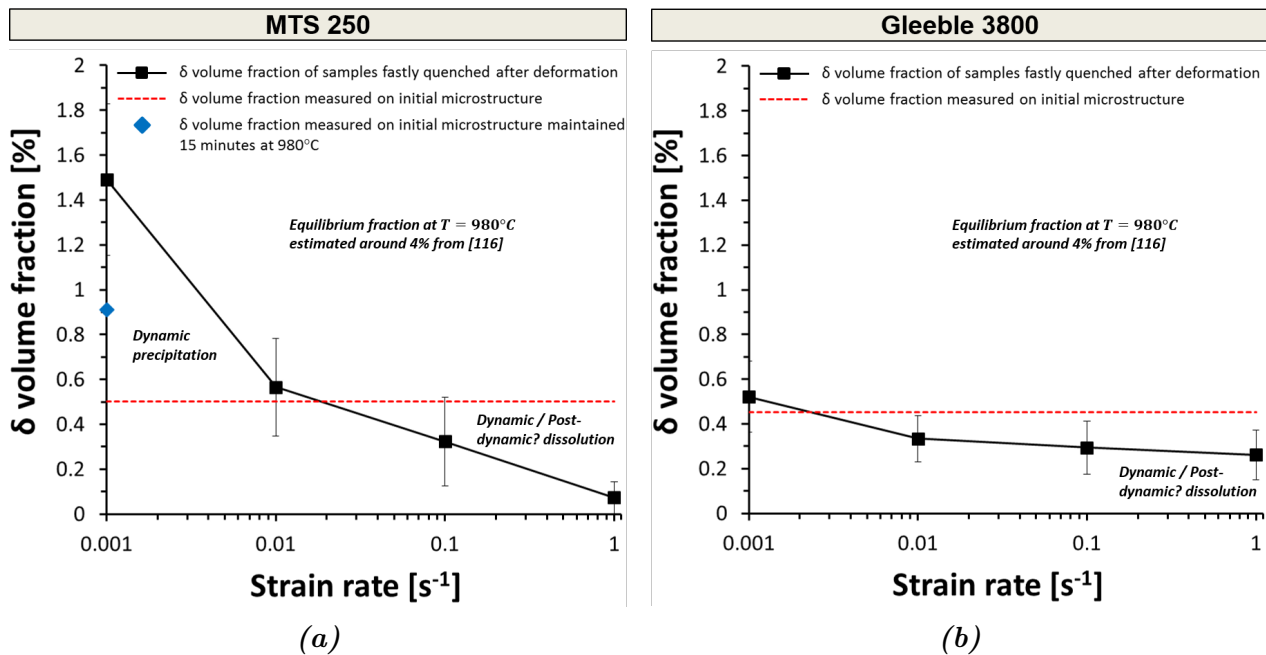 MTS 250
2
1.8
1.6
1.4
1.2
1
0.8
0.6
0.4
0.2
0
δ volume fraction [%]
δ volume fraction of samples fastly quenched after deformation
δ volume fraction measured on initial microstructure
δ volume fraction measured on initial microstructure maintained
15 minutes at 980°C
Equilibrium fraction at T = 980°C
estimated around 4% from [116]
Dynamic
precipitation
Dynamic / Post-
dynamic? dissolution
0.001 0.01 0.1 1
Strain rate [s⁻¹]
(a)
Gleeble 3800
2
1.8
1.6
1.4
1.2
1
0.8
0.6
0.4
0.2
0
δ volume fraction [%]
δ volume fraction of samples fastly quenched after deformation
δ volume fraction measured on initial microstructure
Equilibrium fraction at T = 980°C
estimated around 4% from [116]
Dynamic / Post-
dynamic? dissolution
0.001 0.01 0.1 1
Strain rate [s⁻¹]
(b)